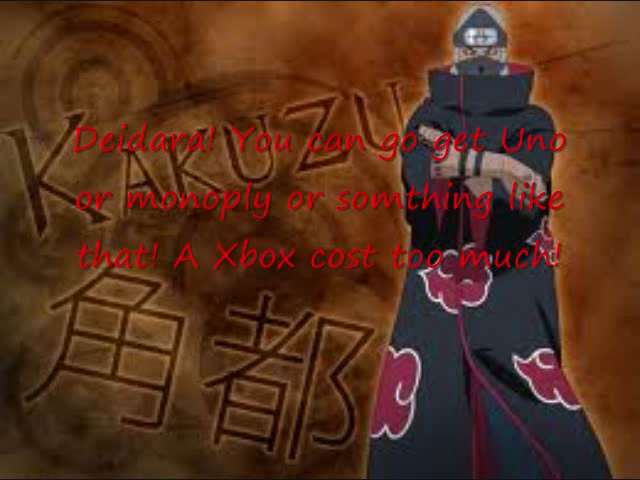 KAKUZU
Deidara! You can go get Uno
or monoply or somthing like
that! A Xbox cost too much!
角都